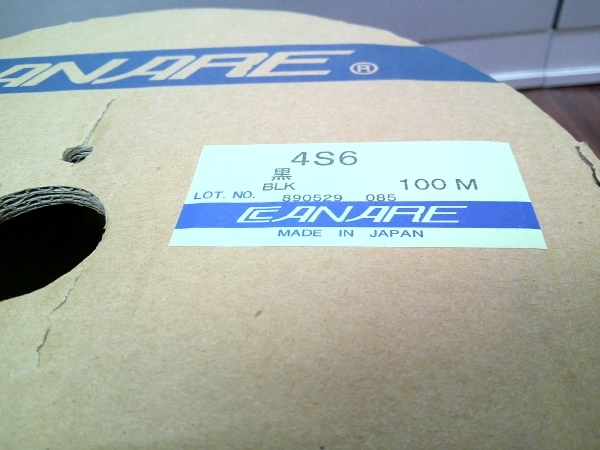 CANARE®
4S6
黒
BLK 100 M
LOT. NO. 890529 085
CANARE
MADE IN JAPAN